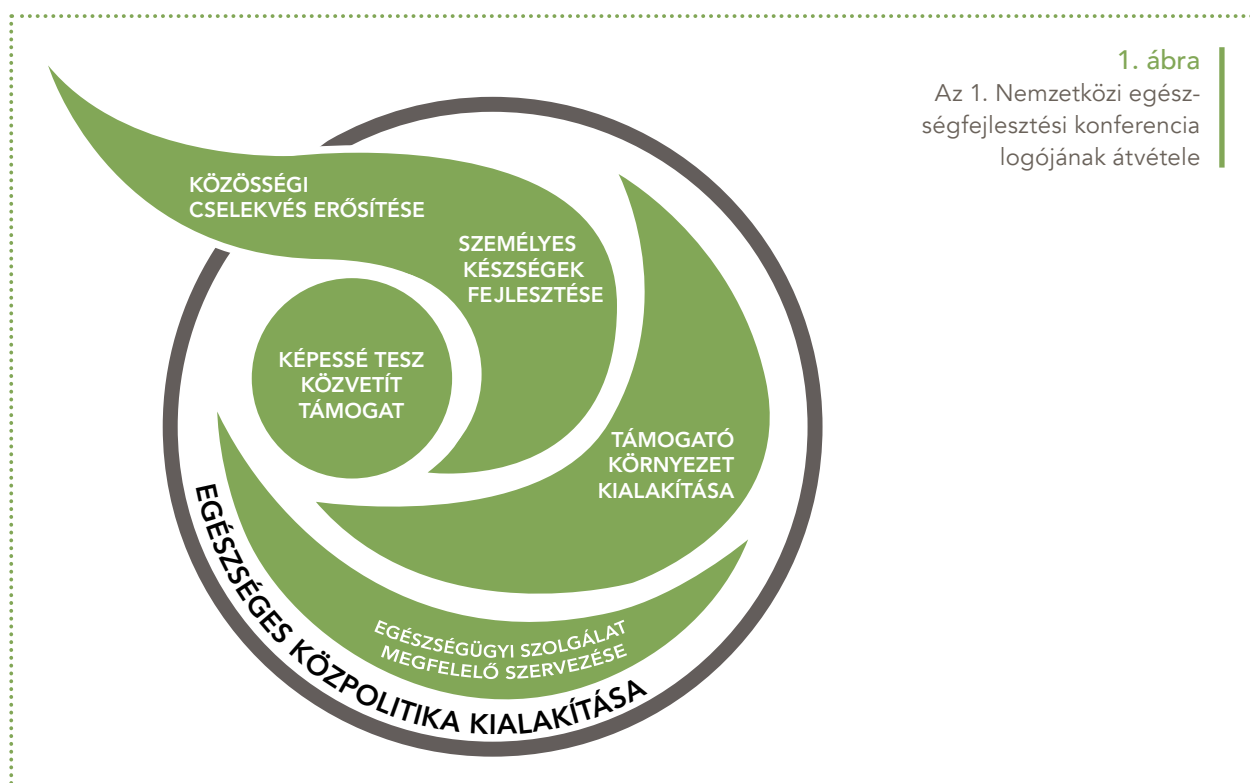 1. ábra
Az 1. Nemzetközi egész-
ségfejlesztési konferencia
logójának átvétele
KÖZÖSSÉGI
CSELEKVÉS ERŐSÍTÉSE
SZEMÉLYES
KÉSZSÉGEK
FEJLESZTÉSE
KÉPESSÉ TESZ
KÖZVETÍT
TÁMOGAT
TÁMOGATÓ
KÖRNYEZET
KIALAKÍTÁSA
EGÉSZSÉGÜGYI SZOLGÁLAT
MEGFELELŐ SZERVEZÉSE
EGÉSZSÉGES KÖZPOLITIKA KIALAKÍTÁSA